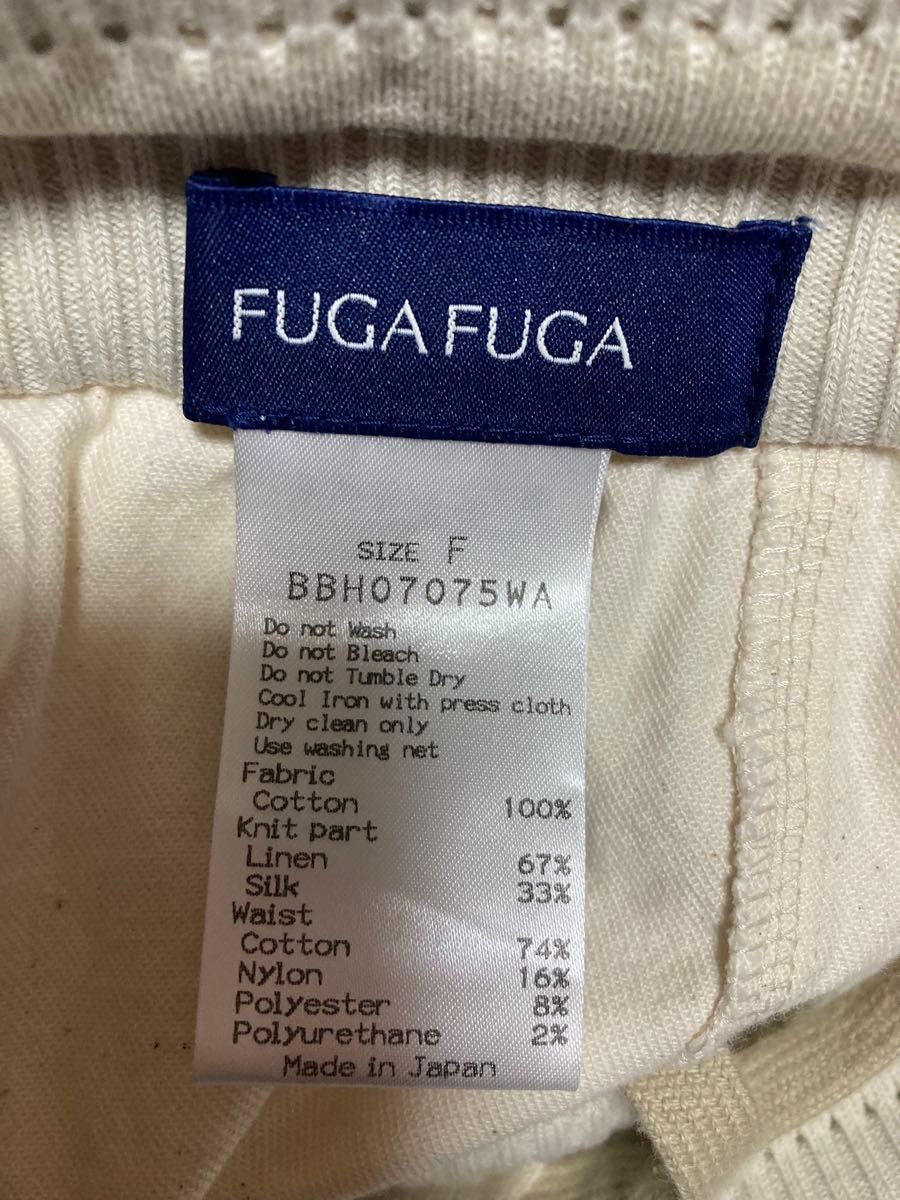 FUGAFUGA
SIZE F
BBH07075WA
Do not Wash
Do not Bleach
Do not Tumble Dry
Cool Iron with press cloth
Dry clean only
Use washing net
Fabric
Cotton 100%
Knit part
Linen 67%
Silk 33%
Waist
Cotton 74%
Nylon 16%
Polyester 8%
Polyurethane 2%
Made in Japan